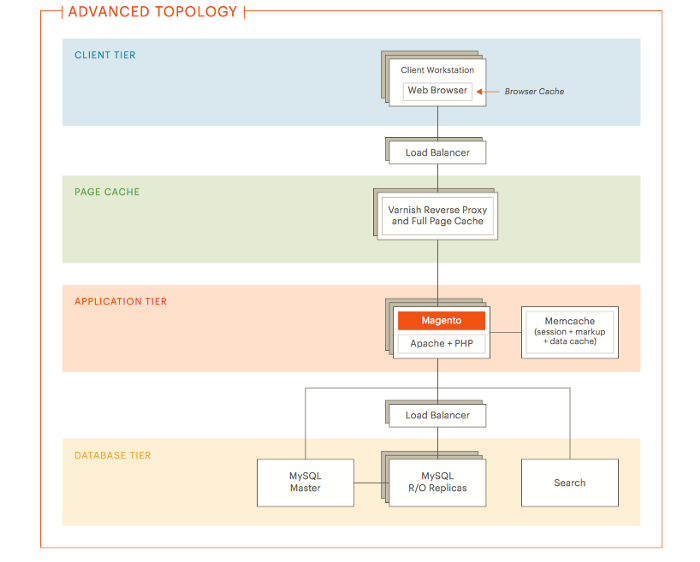 ADVANCED TOPOLOGY
CLIENT TIER
Client Workstation
Web Browser
Browser Cache
Load Balancer
PAGE CACHE
Varnish Reverse Proxy
and Full Page Cache
APPLICATION TIER
Magento
Apache + PHP
Memcache
(session + markup
+ data cache)
Load Balancer
DATABASE TIER
MySQL
Master
MySQL
R/O Replicas
Search